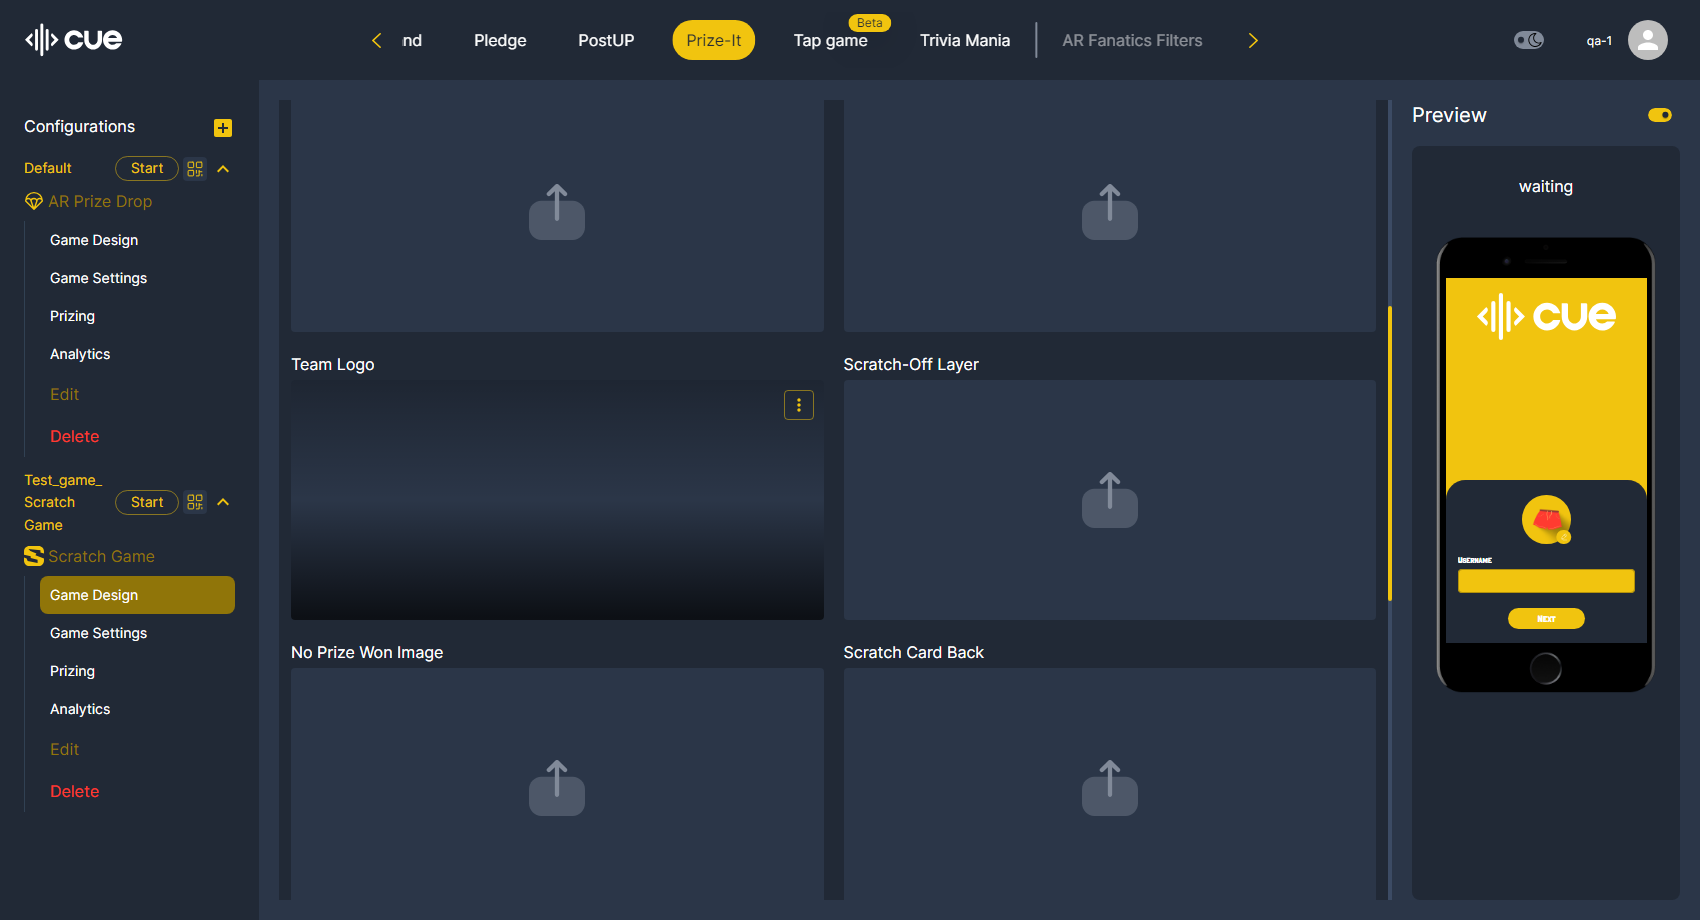 cue
nd
Pledge
PostUP
Prize-It
Beta
Tap game
Trivia Mania
AR Fanatics Filters
qa-1
Configurations
Default
Start
AR Prize Drop
Game Design
Game Settings
Prizing
Analytics
Edit
Delete
Test_game_
Scratch
Game
Start
Scratch Game
Game Design
Game Settings
Prizing
Analytics
Edit
Delete
Team Logo
Scratch-Off Layer
No Prize Won Image
Scratch Card Back
Preview
waiting
cue
Username
Next